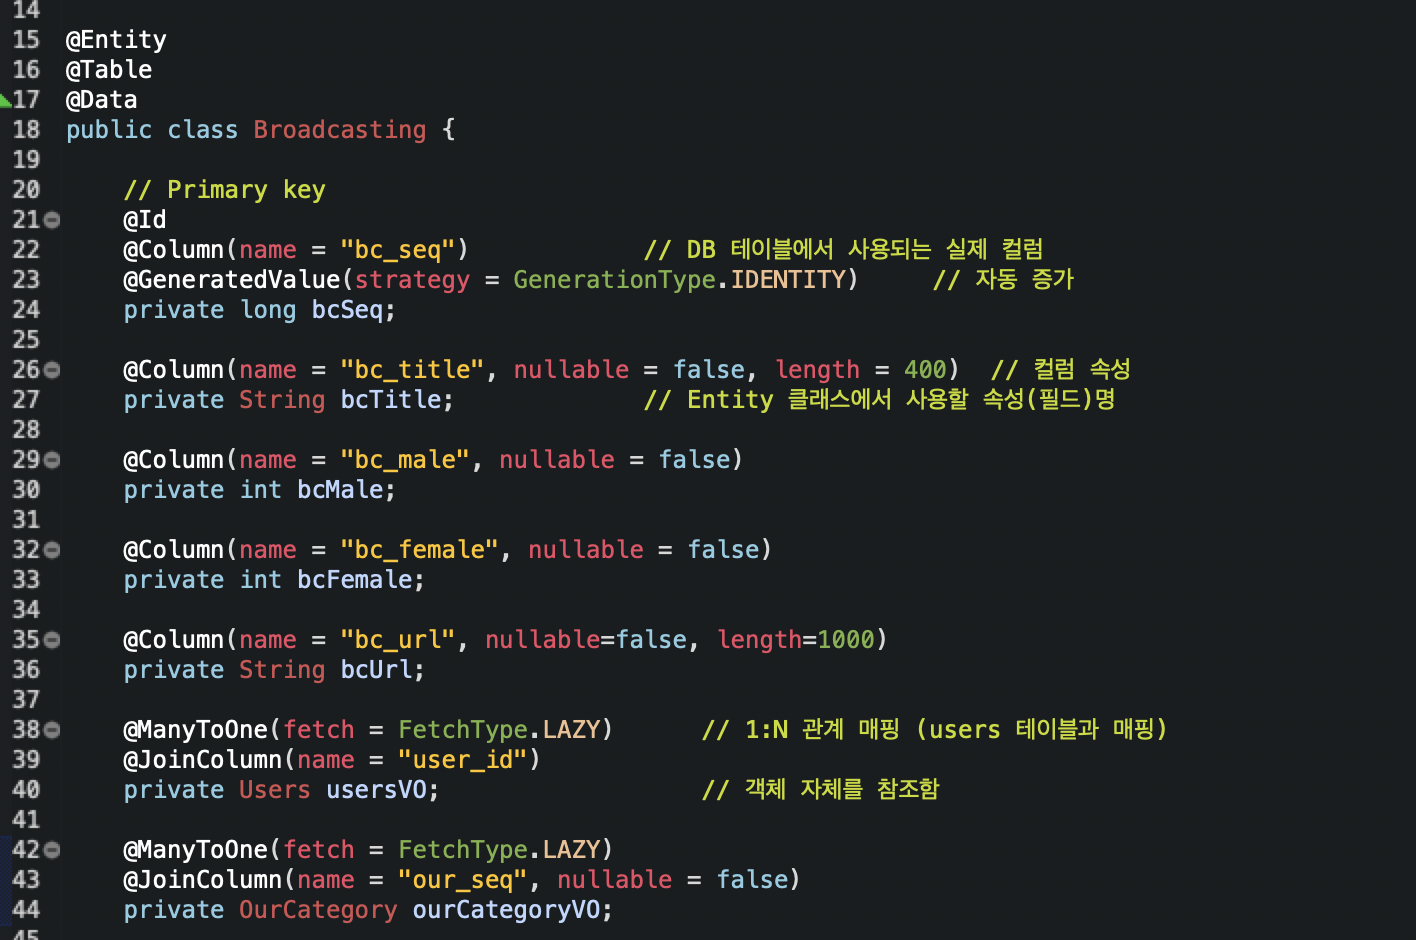 14
15 @Entity
16 @Table
17 @Data
18 public class Broadcasting {
19
20 // Primary key
21 @Id
22 @Column(name = "bc_seq") // DB 테이블에서 사용되는 실제 컬럼
23 @GeneratedValue(strategy = GenerationType.IDENTITY) // 자동 증가
24 private long bcSeq;
25
26 @Column(name = "bc_title", nullable = false, length = 400) // 컬럼 속성
27 private String bcTitle; // Entity 클래스에서 사용할 속성(필드)명
28
29 @Column(name = "bc_male", nullable = false)
30 private int bcMale;
31
32 @Column(name = "bc_female", nullable = false)
33 private int bcFemale;
34
35 @Column(name = "bc_url", nullable=false, length=1000)
36 private String bcUrl;
37
38 @ManyToOne(fetch = FetchType.LAZY) // 1:N 관계 매핑 (users 테이블과 매핑)
39 @JoinColumn(name = "user_id")
40 private Users usersVO; // 객체 자체를 참조함
41
42 @ManyToOne(fetch = FetchType.LAZY)
43 @JoinColumn(name = "our_seq", nullable = false)
44 private OurCategory ourCategoryVO;
45